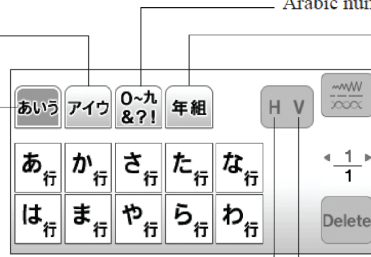 Arabic num
あいう アイウ 0~九&?! 年組 H V
あ行 か行 さ行 た行 な行 1
1
は行 ま行 や行 ら行 わ行 Delete